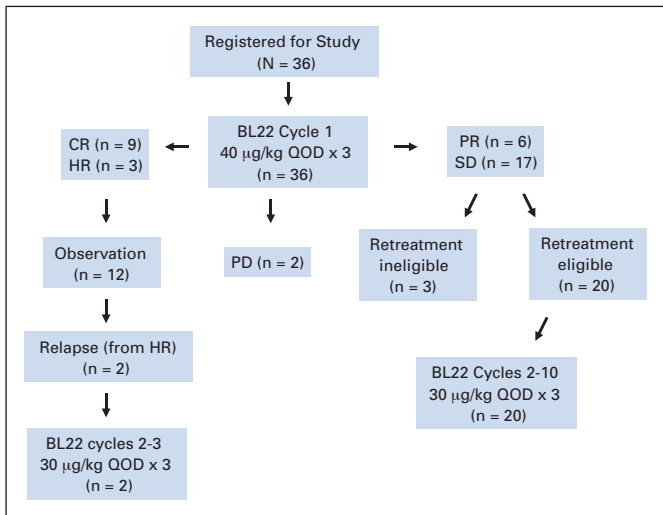 Registered for Study
(N = 36)
BL22 Cycle 1
40 μg/kg QOD x 3
n = 36)
CR (n = 9)
HR (n = 3)
PR (n = 6)
SD (n = 17)
Observation
(n = 12)
PD (n = 2)
Retreatment
ineligible
(n = 3)
Retreatment
eligible
(n = 20)
Relapse (from HR)
(n = 2)
BL22 Cycles 2-10
30 μg/kg QOD x 3
n = 20)
BL22 cycles 2-3
30 μg/kg QOD x 3
(n = 2)